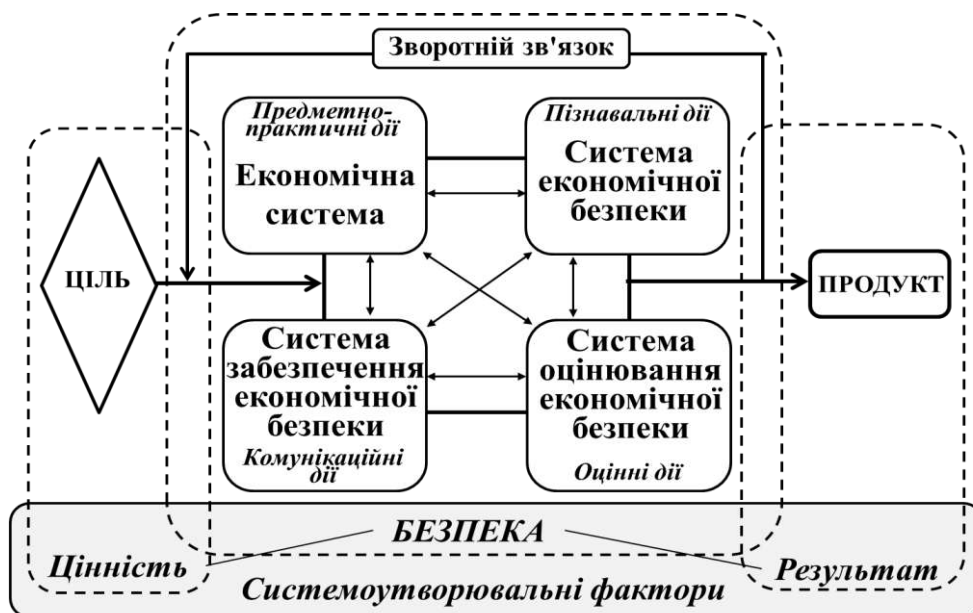 Зворотній зв'язок
Предметно-
практичні дії
Економічна
система
Пізнавальні дії
Система
економічної
безпеки
ЦІЛЬ
ПРОДУКТ
Система
забезпечення
економічної
безпеки
Комунікаційні
дії
Система
оцінювання
економічної
безпеки
Оцінні дії
БЕЗПЕКА
Цінність
Результат
Системоутворювальні фактори